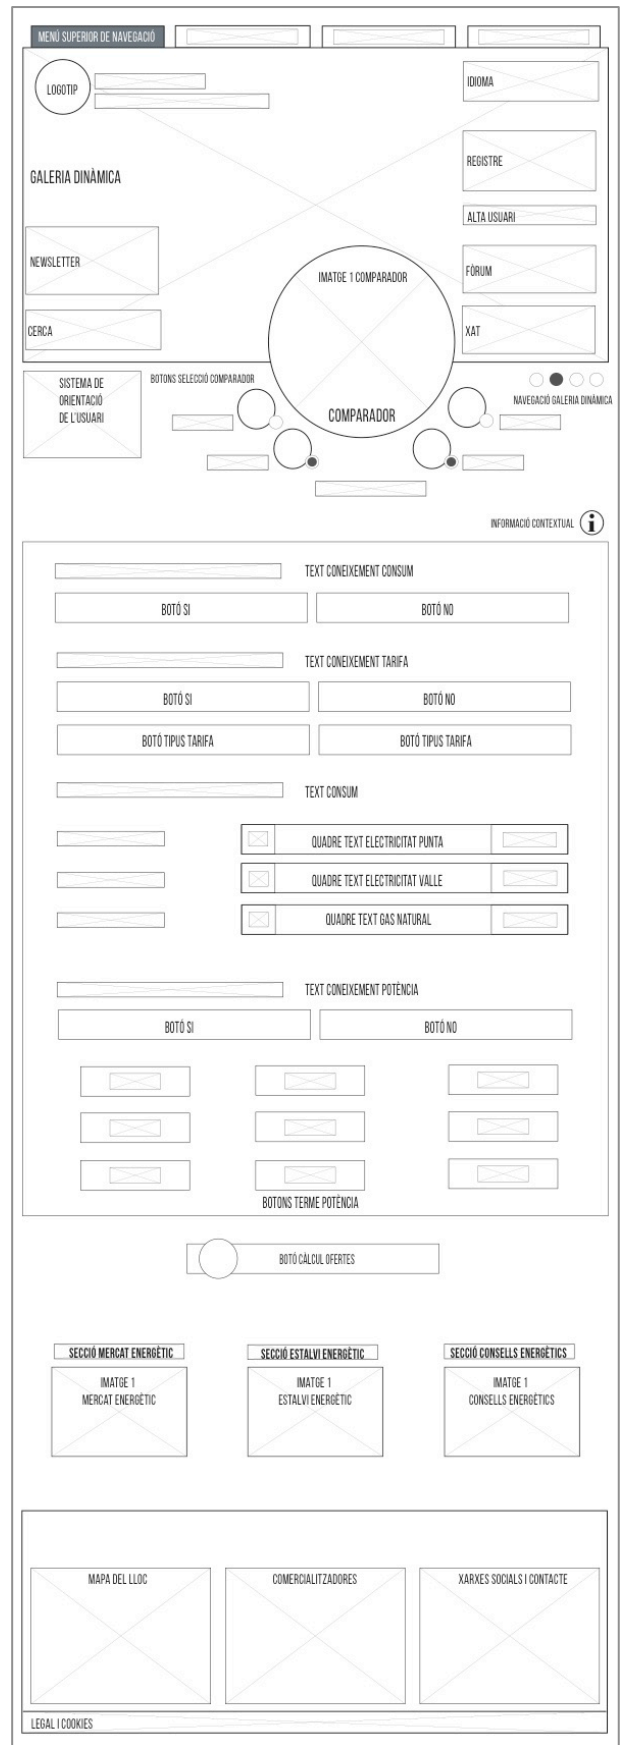 MENÚ SUPERIOR DE NAVEGACIÓ
LOGOTIP
IDIOMA
REGISTRE
GALERIA DINÀMICA
ALTA USUARI
NEWSLETTER
FÒRUM
IMATGE 1 COMPARADOR
CERCA
XAT
SISTEMA DE
ORIENTACIÓ
DE L'USUARI
BOTONS SELECCIÓ COMPARADOR
COMPARADOR
NAVEGACIÓ GALERIA DINÀMICA
INFORMACIÓ CONTEXTUAL i
TEXT CONEIXEMENT CONSUM
BOTÓ SI BOTÓ NO
TEXT CONEIXEMENT TARIFA
BOTÓ SI BOTÓ NO
BOTÓ TIPUS TARIFA BOTÓ TIPUS TARIFA
TEXT CONSUM
QUADRE TEXT ELECTRICITAT PUNTA
QUADRE TEXT ELECTRICITAT VALLE
QUADRE TEXT GAS NATURAL
TEXT CONEIXEMENT POTÈNCIA
BOTÓ SI BOTÓ NO
BOTONS TERME POTÈNCIA
BOTÓ CÀLCUL OFERTES
SECCIÓ MERCAT ENERGÈTIC SECCIÓ ESTALVI ENERGÈTIC SECCIÓ CONSELLS ENERGÈTICS
IMATGE 1 IMATGE 1 IMATGE 1
MERCAT ENERGÈTIC ESTALVI ENERGÈTIC CONSELLS ENERGÈTICS
MAPA DEL LLOC COMERCIALITZADORES XARXES SOCIALS I CONTACTE
LEGAL I COOKIES